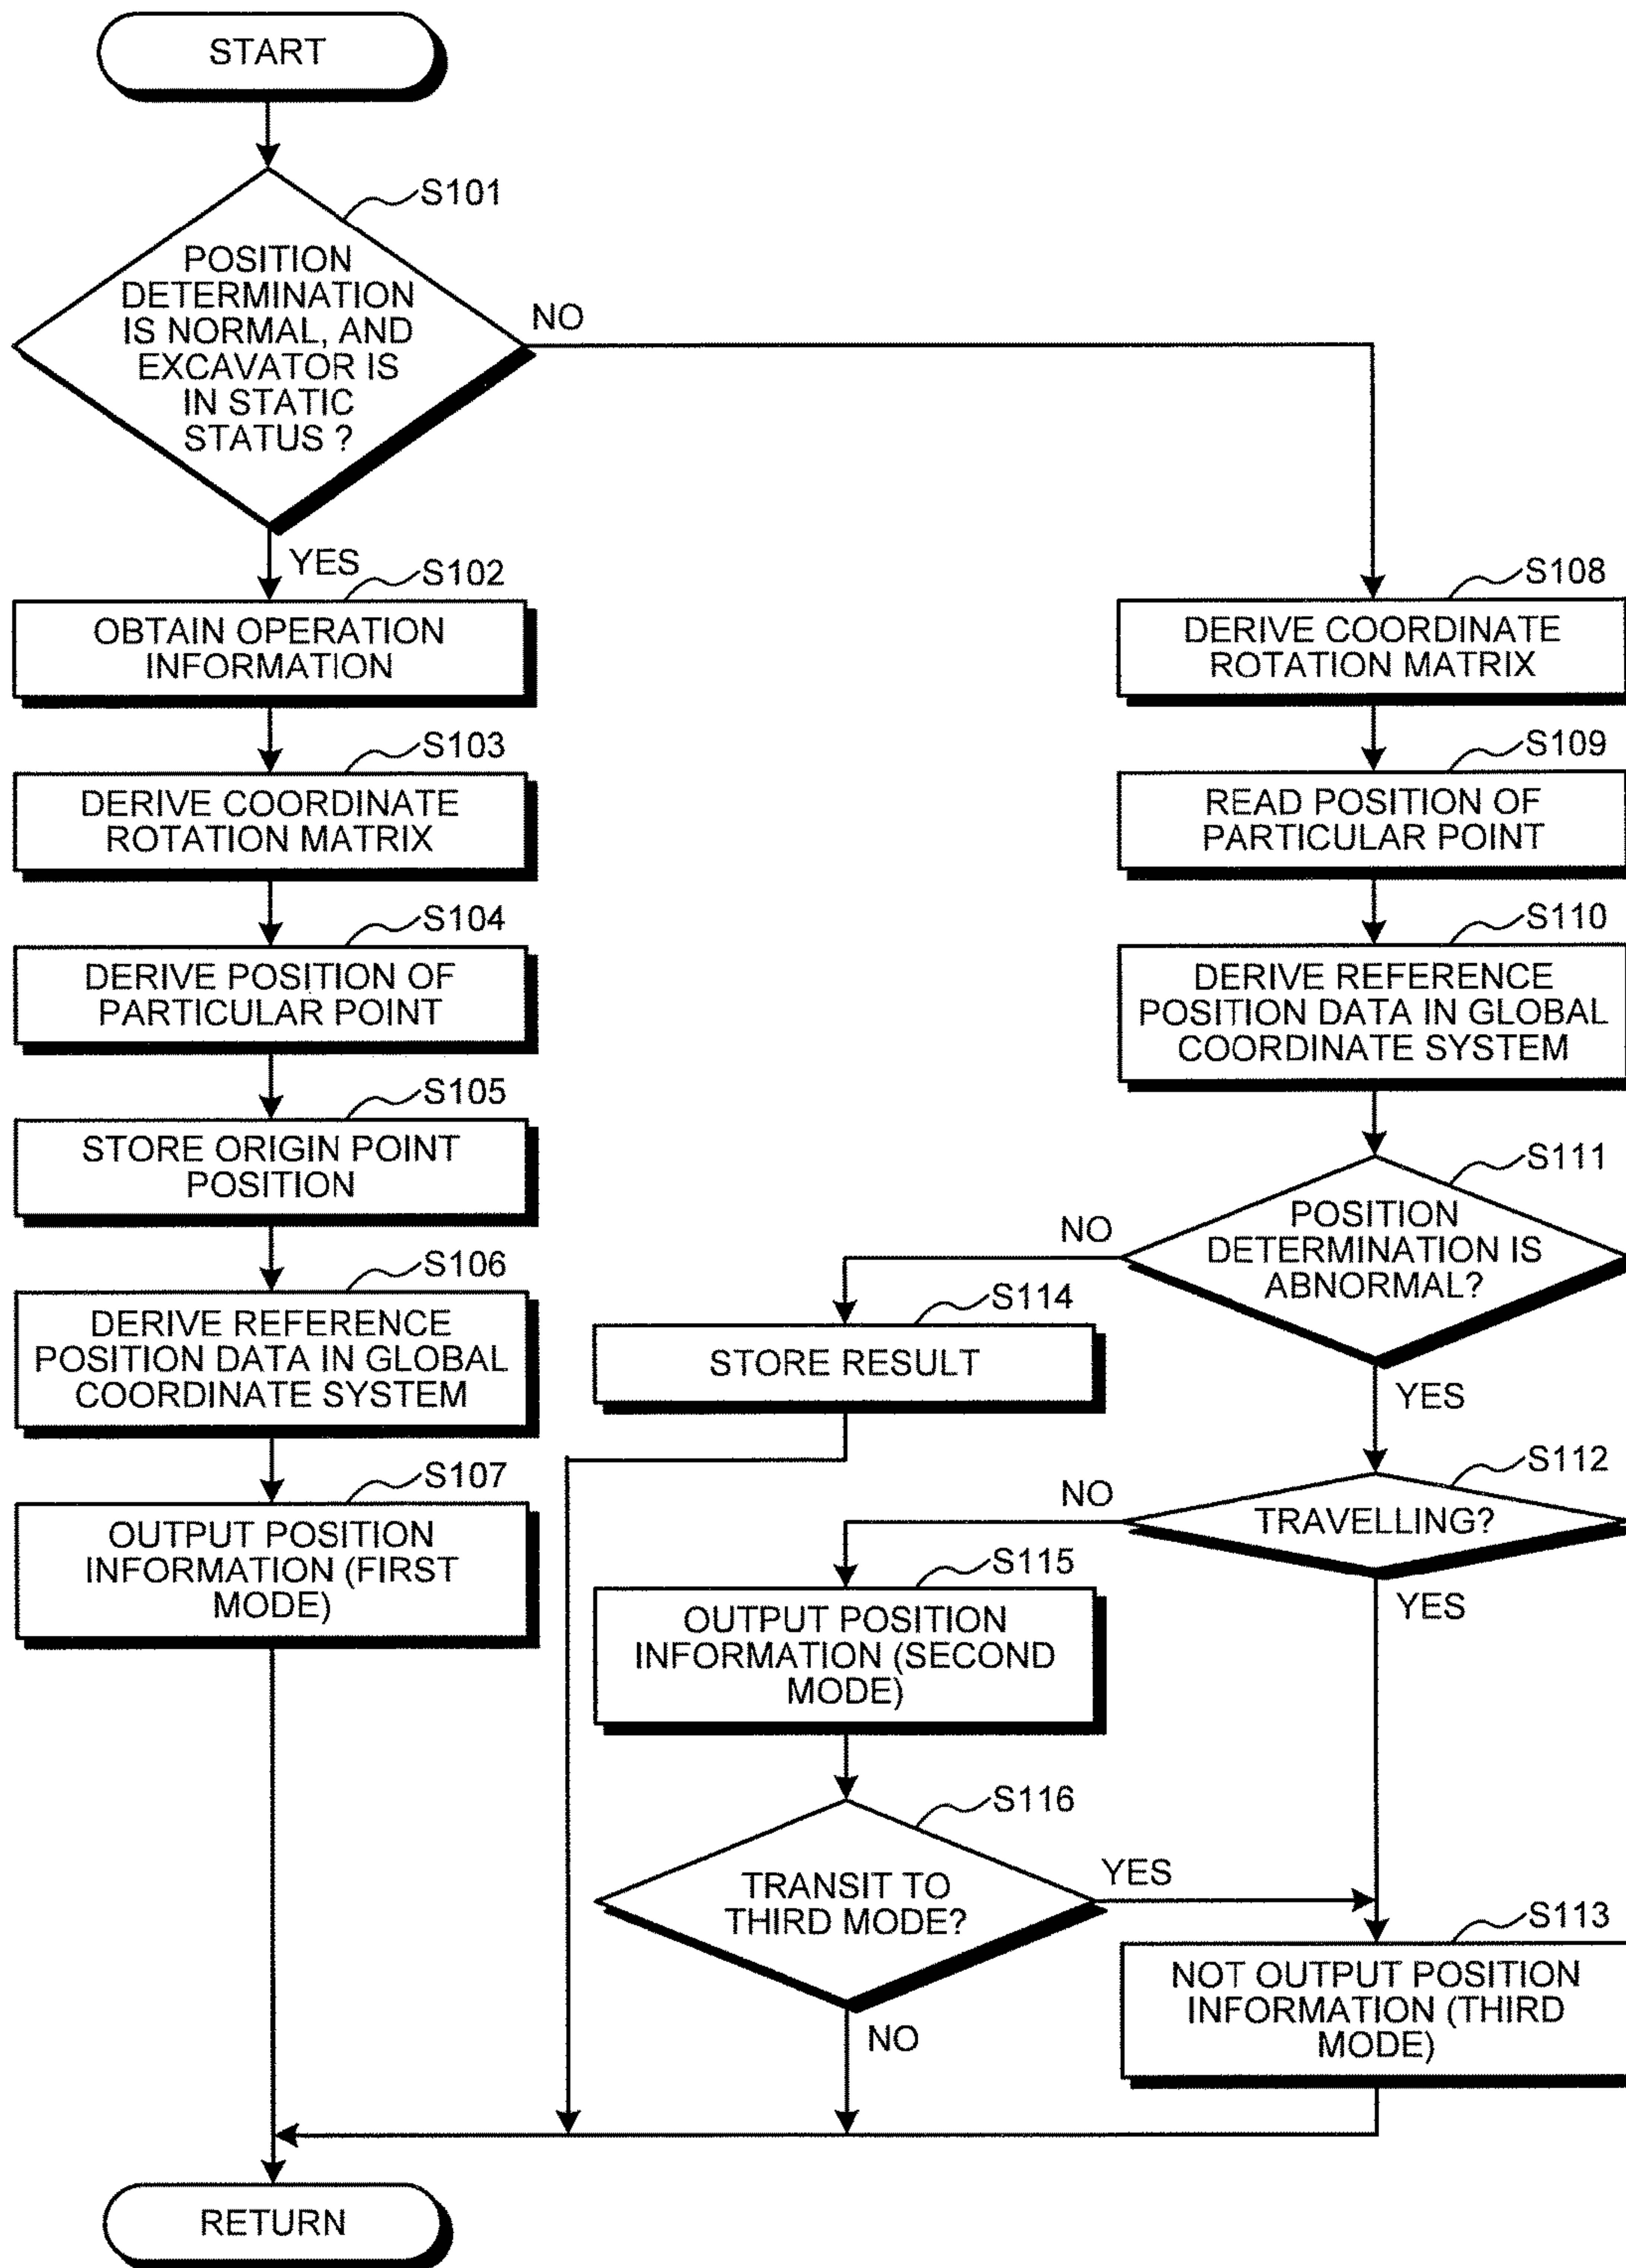 START
S101
POSITION
DETERMINATION
IS NORMAL, AND
EXCAVATOR IS
IN STATIC
STATUS ?
NO
YES
S102
OBTAIN OPERATION
INFORMATION
S103
DERIVE COORDINATE
ROTATION MATRIX
S104
DERIVE POSITION OF
PARTICULAR POINT
S105
STORE ORIGIN POINT
POSITION
S106
DERIVE REFERENCE
POSITION DATA IN GLOBAL
COORDINATE SYSTEM
S107
OUTPUT POSITION
INFORMATION (FIRST
MODE)
S108
DERIVE COORDINATE
ROTATION MATRIX
S109
READ POSITION OF
PARTICULAR POINT
S110
DERIVE REFERENCE
POSITION DATA IN GLOBAL
COORDINATE SYSTEM
S111
POSITION
DETERMINATION IS
ABNORMAL?
NO
YES
S114
STORE RESULT
S112
TRAVELLING?
NO
YES
S115
OUTPUT POSITION
INFORMATION (SECOND
MODE)
S116
TRANSIT TO
THIRD MODE?
YES
NO
S113
NOT OUTPUT POSITION
INFORMATION (THIRD
MODE)
RETURN